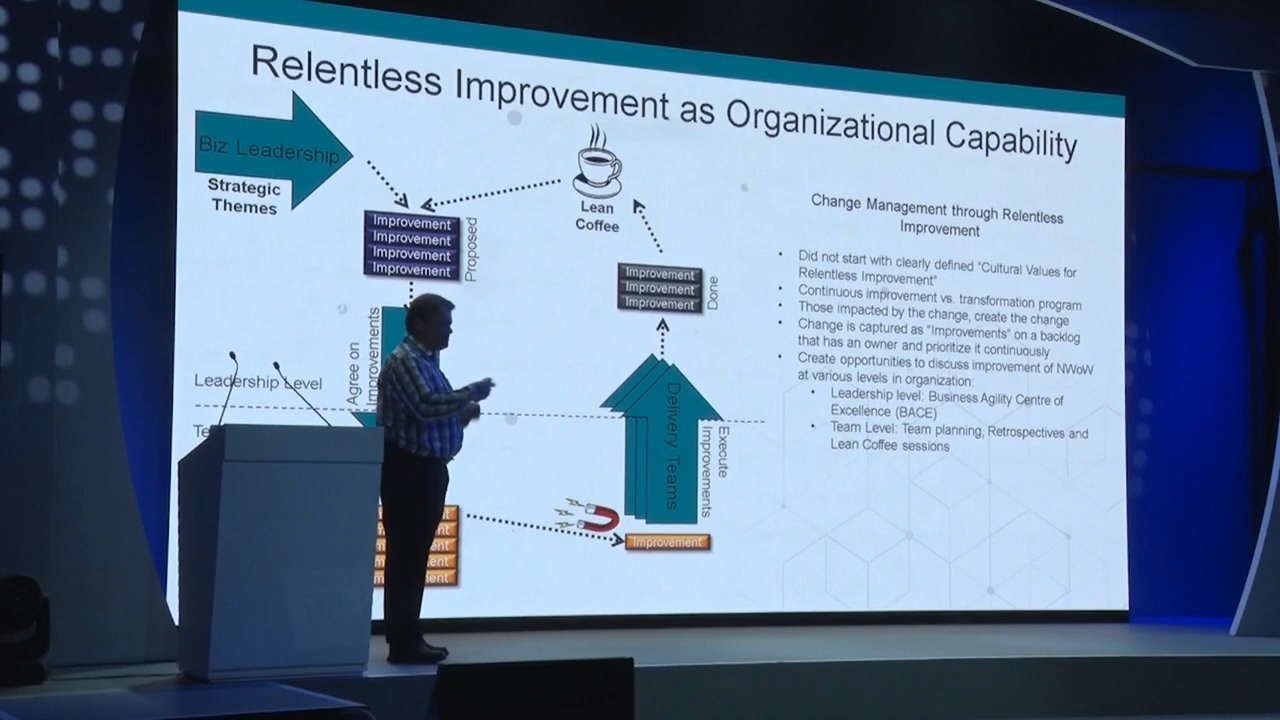 Relentless Improvement as Organizational Capability
Biz Leadership
Strategic
Themes
Improvement
Improvement
Improvement
Improvement
Proposed
Lean
Coffee
Improvement
Improvement
Improvement
Done
Agree on
Improvements
Leadership Level
Delivery Teams
Execute
Improvements
Improvement
Change Management through Relentless
Improvement
• Did not start with clearly defined "Cultural Values for
Relentless Improvement"
• Continuous improvement vs. transformation program
• Those impacted by the change, create the change
• Change is captured as "Improvements" on a backlog
that has an owner and prioritize it continuously
• Create opportunities to discuss improvement of NWoW
at various levels in organization:
• Leadership level: Business Agility Centre of
Excellence (BACE)
• Team Level: Team planning, Retrospectives and
Lean Coffee sessions